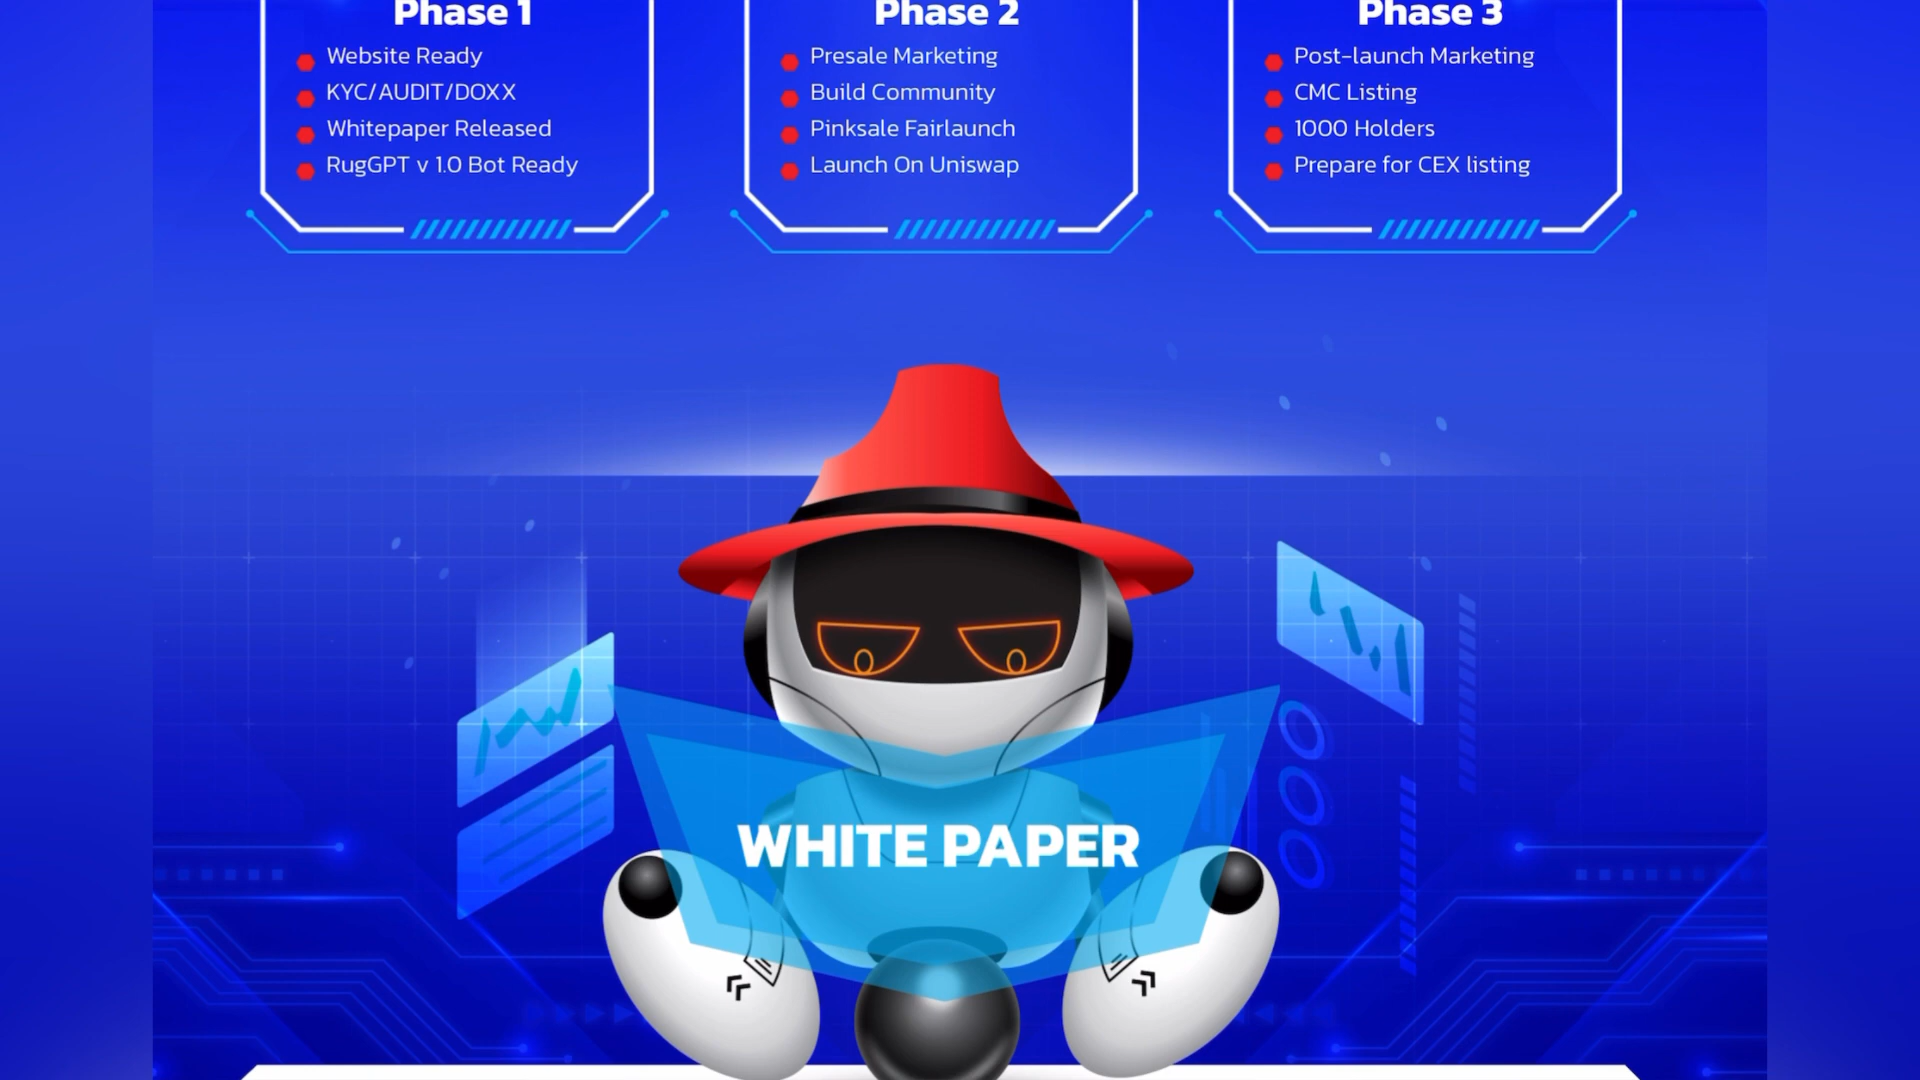 Phase 1
Website Ready
KYC/AUDIT/DOXX
Whitepaper Released
RugGPT v 1.0 Bot Ready
Phase 2
Presale Marketing
Build Community
Pinksale Fairlaunch
Launch On Uniswap
Phase 3
Post-launch Marketing
CMC Listing
1000 Holders
Prepare for CEX listing
WHITE PAPER